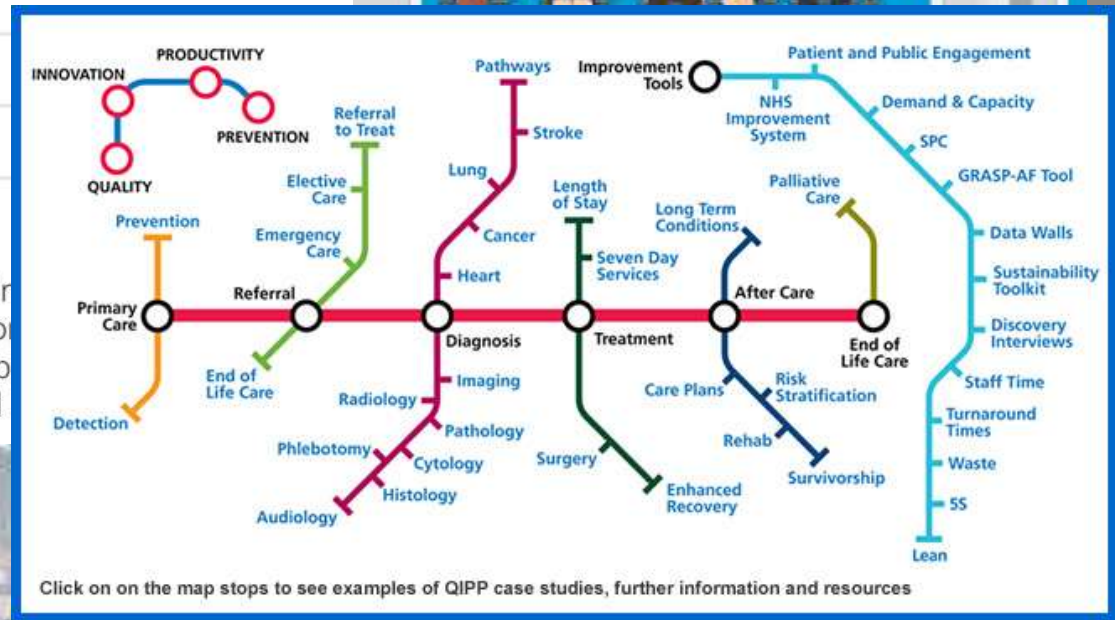 PRODUCTIVITY
INNOVATION
PREVENTION
QUALITY
Improvement
Tools
NHS
Improvement
System
Patient and Public Engagement
Demand & Capacity
SPC
GRASP-AF Tool
Data Walls
Sustainability
Toolkit
Discovery
Interviews
Staff Time
Turnaround
Times
Waste
5S
Lean
Primary
Care
Prevention
Detection
Referral
Referral
to Treat
Elective
Care
Emergency
Care
End of
Life Care
Diagnosis
Pathways
Stroke
Lung
Cancer
Heart
Imaging
Radiology
Pathology
Phlebotomy
Cytology
Histology
Audiology
Treatment
Length
of Stay
Seven Day
Services
Surgery
Enhanced
Recovery
After Care
Long Term
Conditions
Care Plans
Risk
Stratification
Rehab
Survivorship
End of
Life Care
Palliative
Care
Click on on the map stops to see examples of QIPP case studies, further information and resources